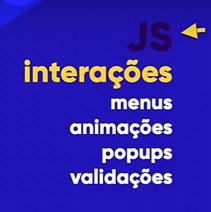 JS
interações
menus
animações
popups
validações